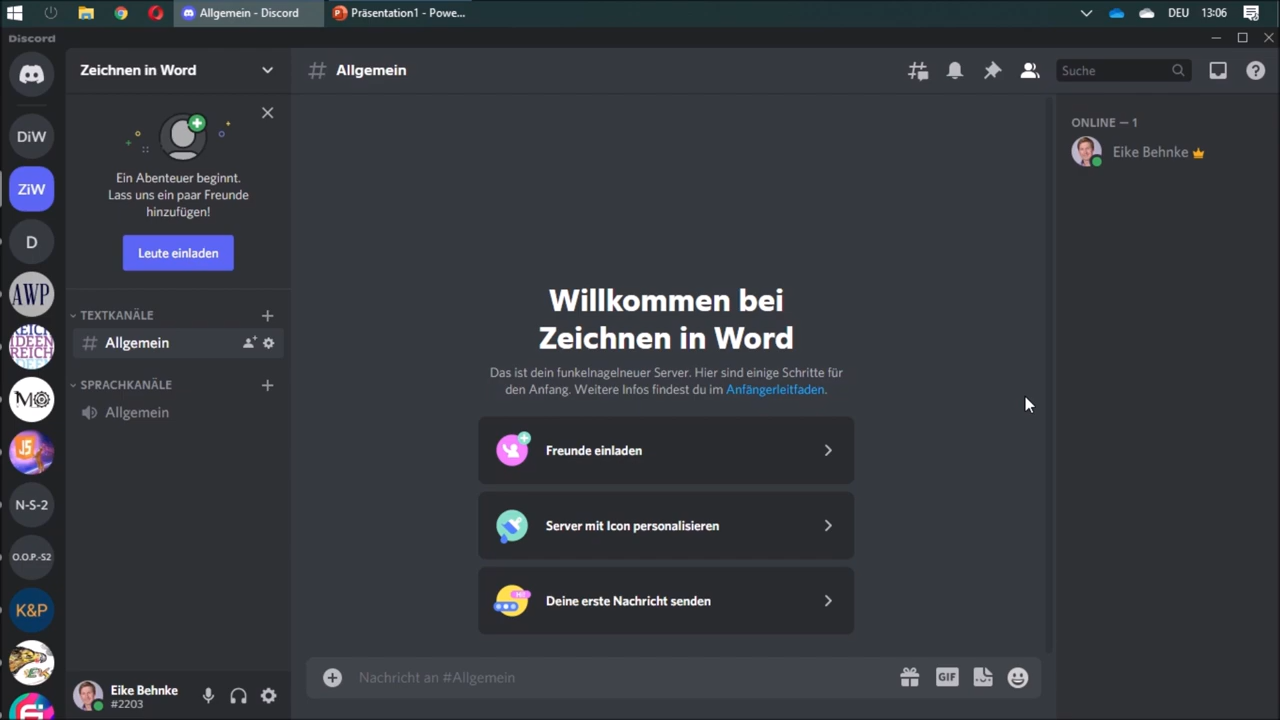 Allgemein - Discord
Präsentation1 - Powe...
DEU
13:06
Discord
Zeichnen in Word
Allgemein
Suche
DiW
ZiW
D
AWP
IDEEN
REICH
JS
N-S-2
O.O.P.-S2
K&P
Ein Abenteuer beginnt.
Lass uns ein paar Freunde
hinzufügen!
Leute einladen
TEXTKANÄLE
Allgemein
SPRACHKANÄLE
Allgemein
Eike Behnke
#2203
Willkommen bei
Zeichnen in Word
Das ist dein funkelnagelneuer Server. Hier sind einige Schritte für
den Anfang. Weitere Infos findest du im Anfängerleitfaden.
Freunde einladen
Server mit Icon personalisieren
Deine erste Nachricht senden
Nachricht an #Allgemein
GIF
ONLINE — 1
Eike Behnke